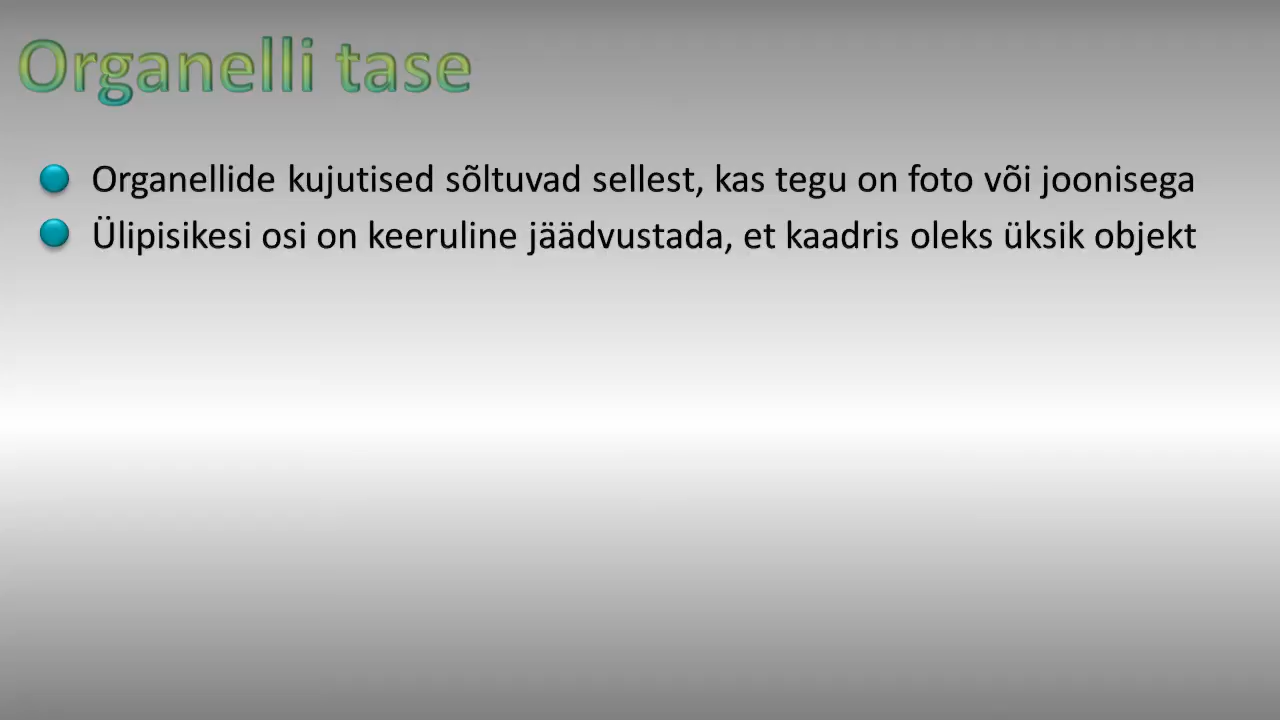 Organelli tase
Organellide kujutised sõltuvad sellest, kas tegu on foto või joonisega
Ülipisikesi osi on keeruline jäädvustada, et kaadris oleks üksik objekt